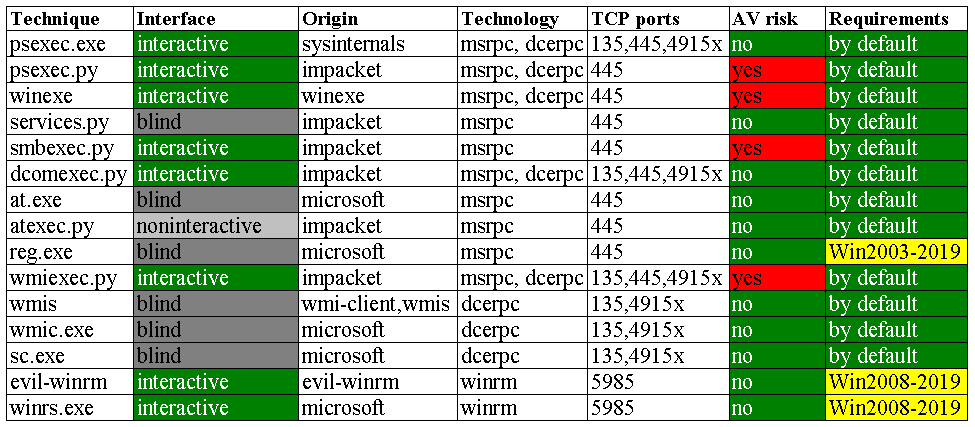 Technique Interface Origin Technology TCP ports AV risk Requirements
psexec.exe interactive sysinternals msrpc, dcerpc 135,445,4915x no by default
psexec.py interactive impacket msrpc, dcerpc 445 yes by default
winexe interactive winexe msrpc, dcerpc 445 yes by default
services.py blind impacket msrpc 445 no by default
smbexec.py interactive impacket msrpc 445 yes by default
dcomexec.py interactive impacket msrpc, dcerpc 135,445,4915x no by default
at.exe blind microsoft msrpc 445 no by default
atexec.py noninteractive impacket msrpc 445 no by default
reg.exe blind microsoft msrpc 445 no Win2003-2019
wmiexec.py interactive impacket msrpc, dcerpc 135,445,4915x yes by default
wmis blind wmi-client,wmis dcerpc 135,4915x no by default
wmic.exe blind microsoft dcerpc 135,4915x no by default
sc.exe blind microsoft dcerpc 135,4915x no by default
evil-winrm interactive evil-winrm winrm 5985 no Win2008-2019
winrs.exe interactive microsoft winrm 5985 no Win2008-2019